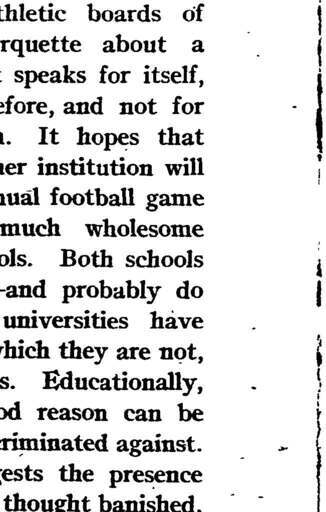 thletic boards of
rquette about a
speaks for itself,
efore, and not for
. It hopes that
ner institution will
nual football game
much wholesome
ols. Both schools
-and probably do
universities have
which they are not,
s. Educationally,
od reason can be
criminated against.
gests the presence
thought banished.